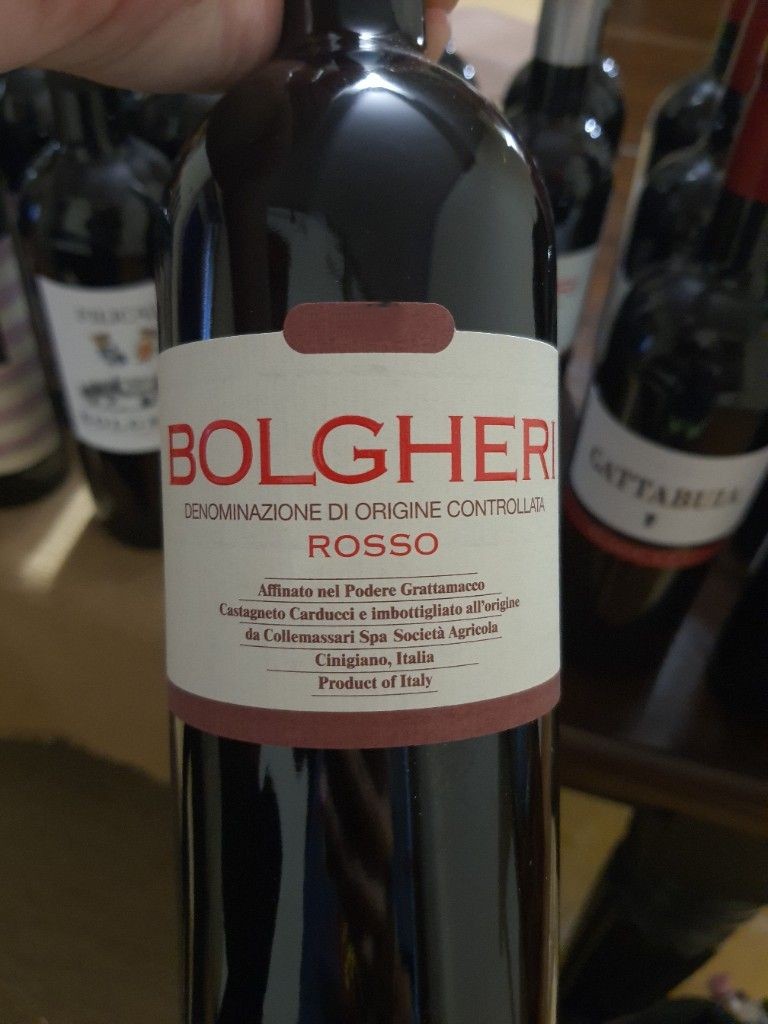 BOLGHERI
DENOMINAZIONE DI ORIGINE CONTROLLATA
ROSSO
Affinato nel Podere Grattamacco
Castagneto Carducci e imbottigliato all'origine
da Collemassari Spa Società Agricola
Cinigiano, Italia
Product of Italy
GATTABUIA